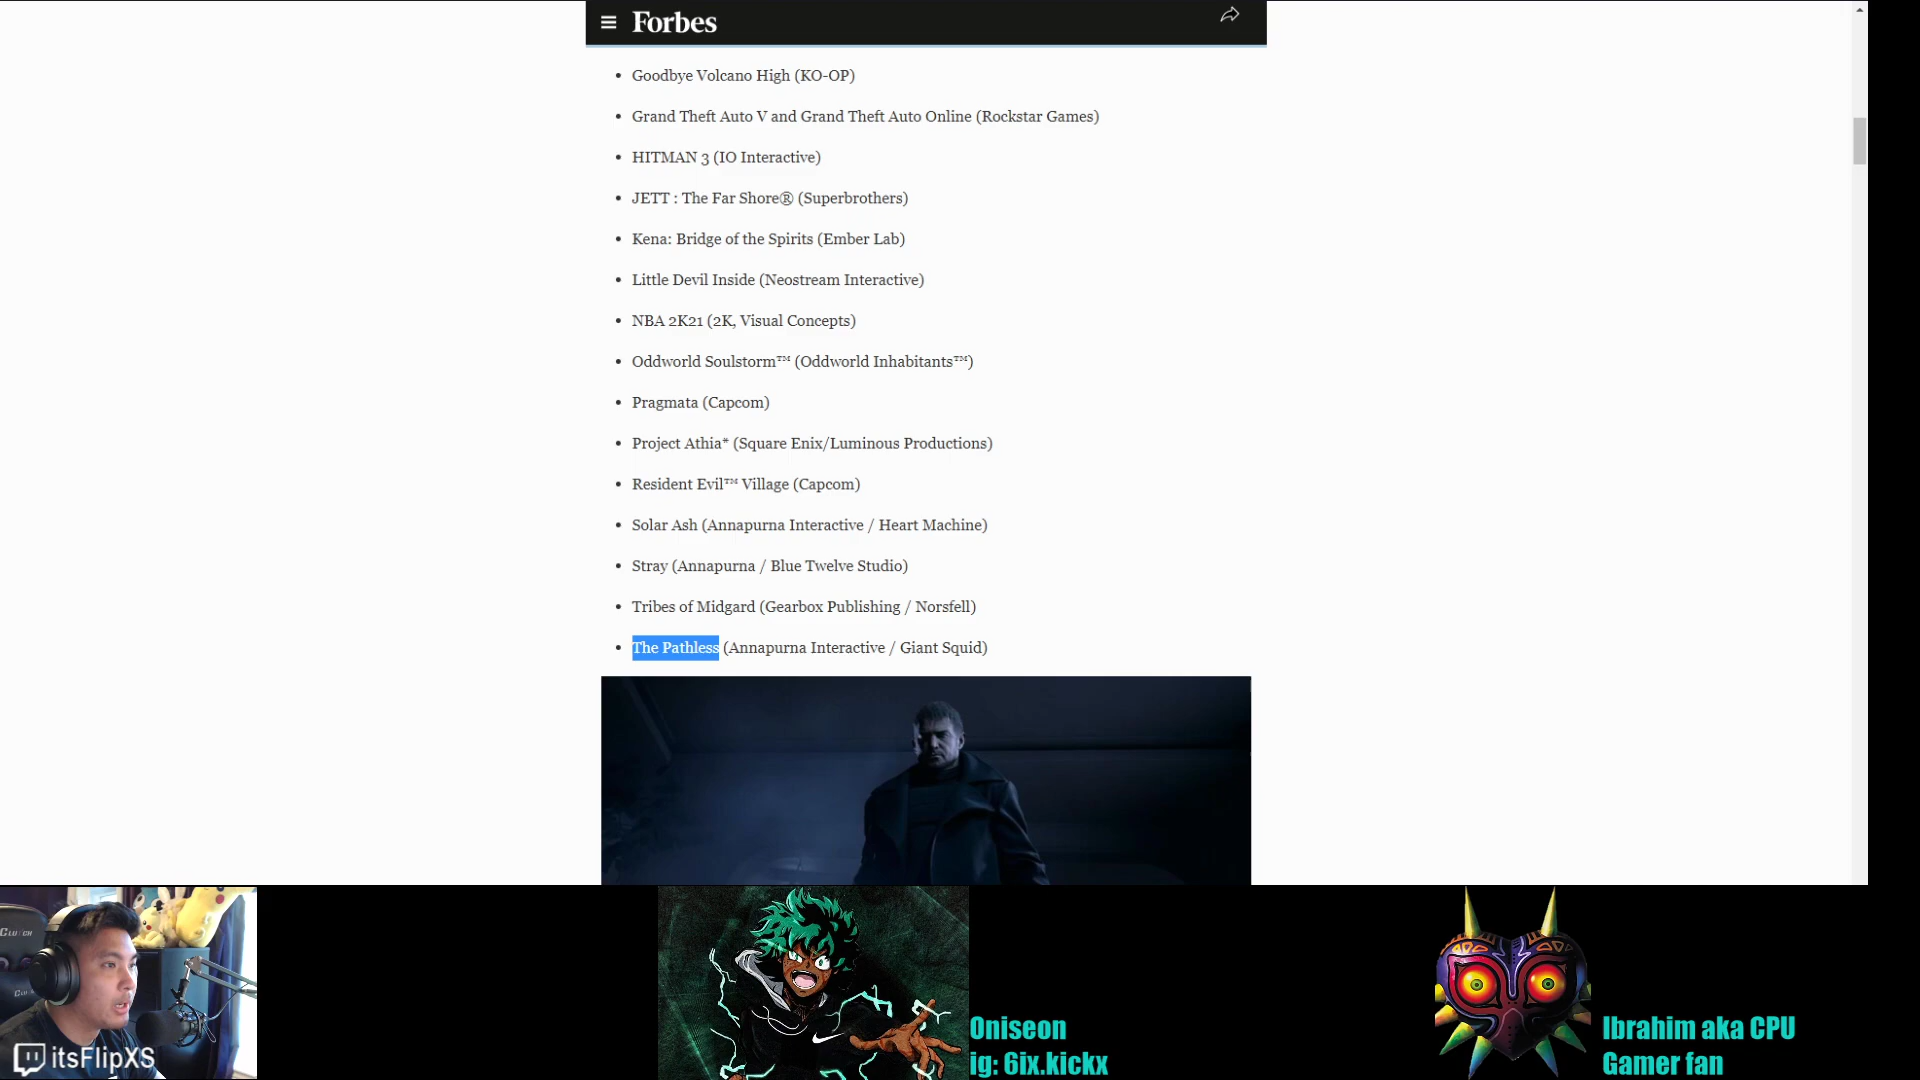 Forbes
• Goodbye Volcano High (KO-OP)
• Grand Theft Auto V and Grand Theft Auto Online (Rockstar Games)
• HITMAN 3 (IO Interactive)
• JETT : The Far Shore® (Superbrothers)
• Kena: Bridge of the Spirits (Ember Lab)
• Little Devil Inside (Neostream Interactive)
• NBA 2K21 (2K, Visual Concepts)
• Oddworld Soulstorm™ (Oddworld Inhabitants™)
• Pragmata (Capcom)
• Project Athia* (Square Enix/Luminous Productions)
• Resident Evil™ Village (Capcom)
• Solar Ash (Annapurna Interactive / Heart Machine)
• Stray (Annapurna / Blue Twelve Studio)
• Tribes of Midgard (Gearbox Publishing / Norsfell)
• The Pathless (Annapurna Interactive / Giant Squid)
CLUTCH
itsFlipXS
Oniseon
ig: 6ix.kickx
Ibrahim aka CPU
Gamer fan